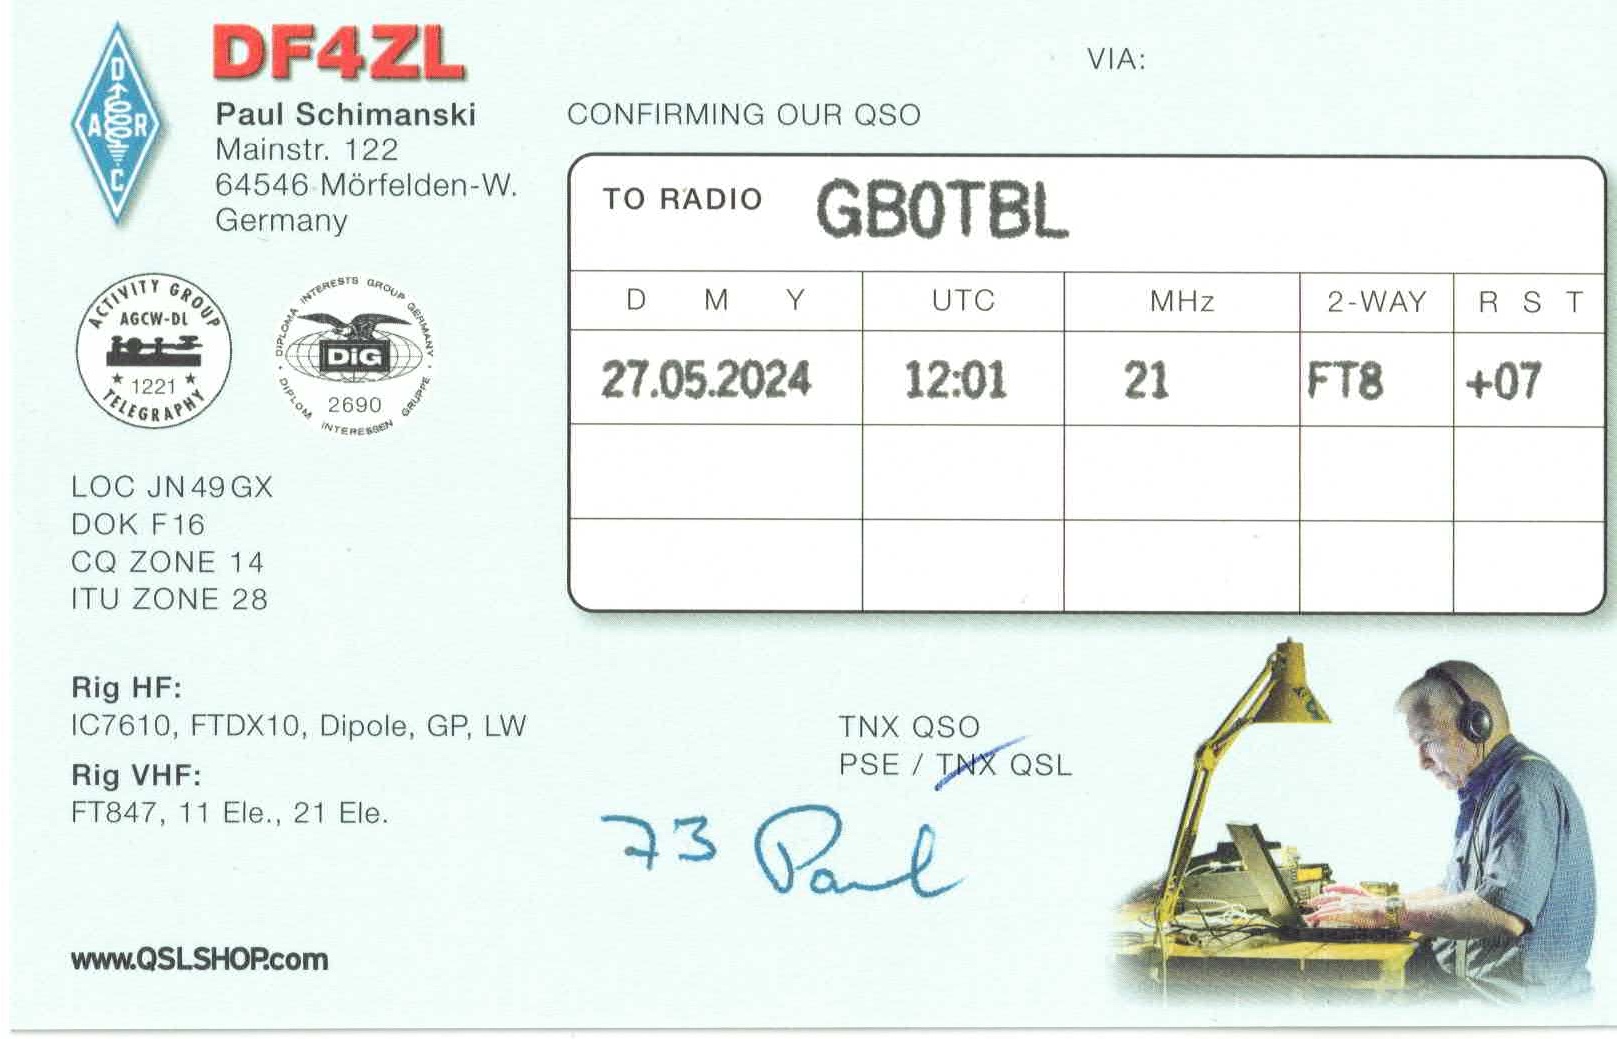 DF4ZL
Paul Schimanski
Mainstr. 122
64546 Mörfelden-W.
Germany
D
A R
C
ACTIVITY GROUP
AGCW-DL
1221
TELEGRAPHY
DIPLOMA INTERESTS GROUP GERMANY
DIG
2690
DIPLOM INTERESSEN GRUPPE
LOC JN49GX
DOK F16
CQ ZONE 14
ITU ZONE 28
Rig HF:
IC7610, FTDX10, Dipole, GP, LW
Rig VHF:
FT847, 11 Ele., 21 Ele.
www.QSLSHOP.com
VIA:
CONFIRMING OUR QSO
TO RADIO GB0TBL
D M Y UTC MHz 2-WAY R S T
27.05.2024 12:01 21 FT8 +07
TNX QSO
PSE / TNX QSL
73 Paul